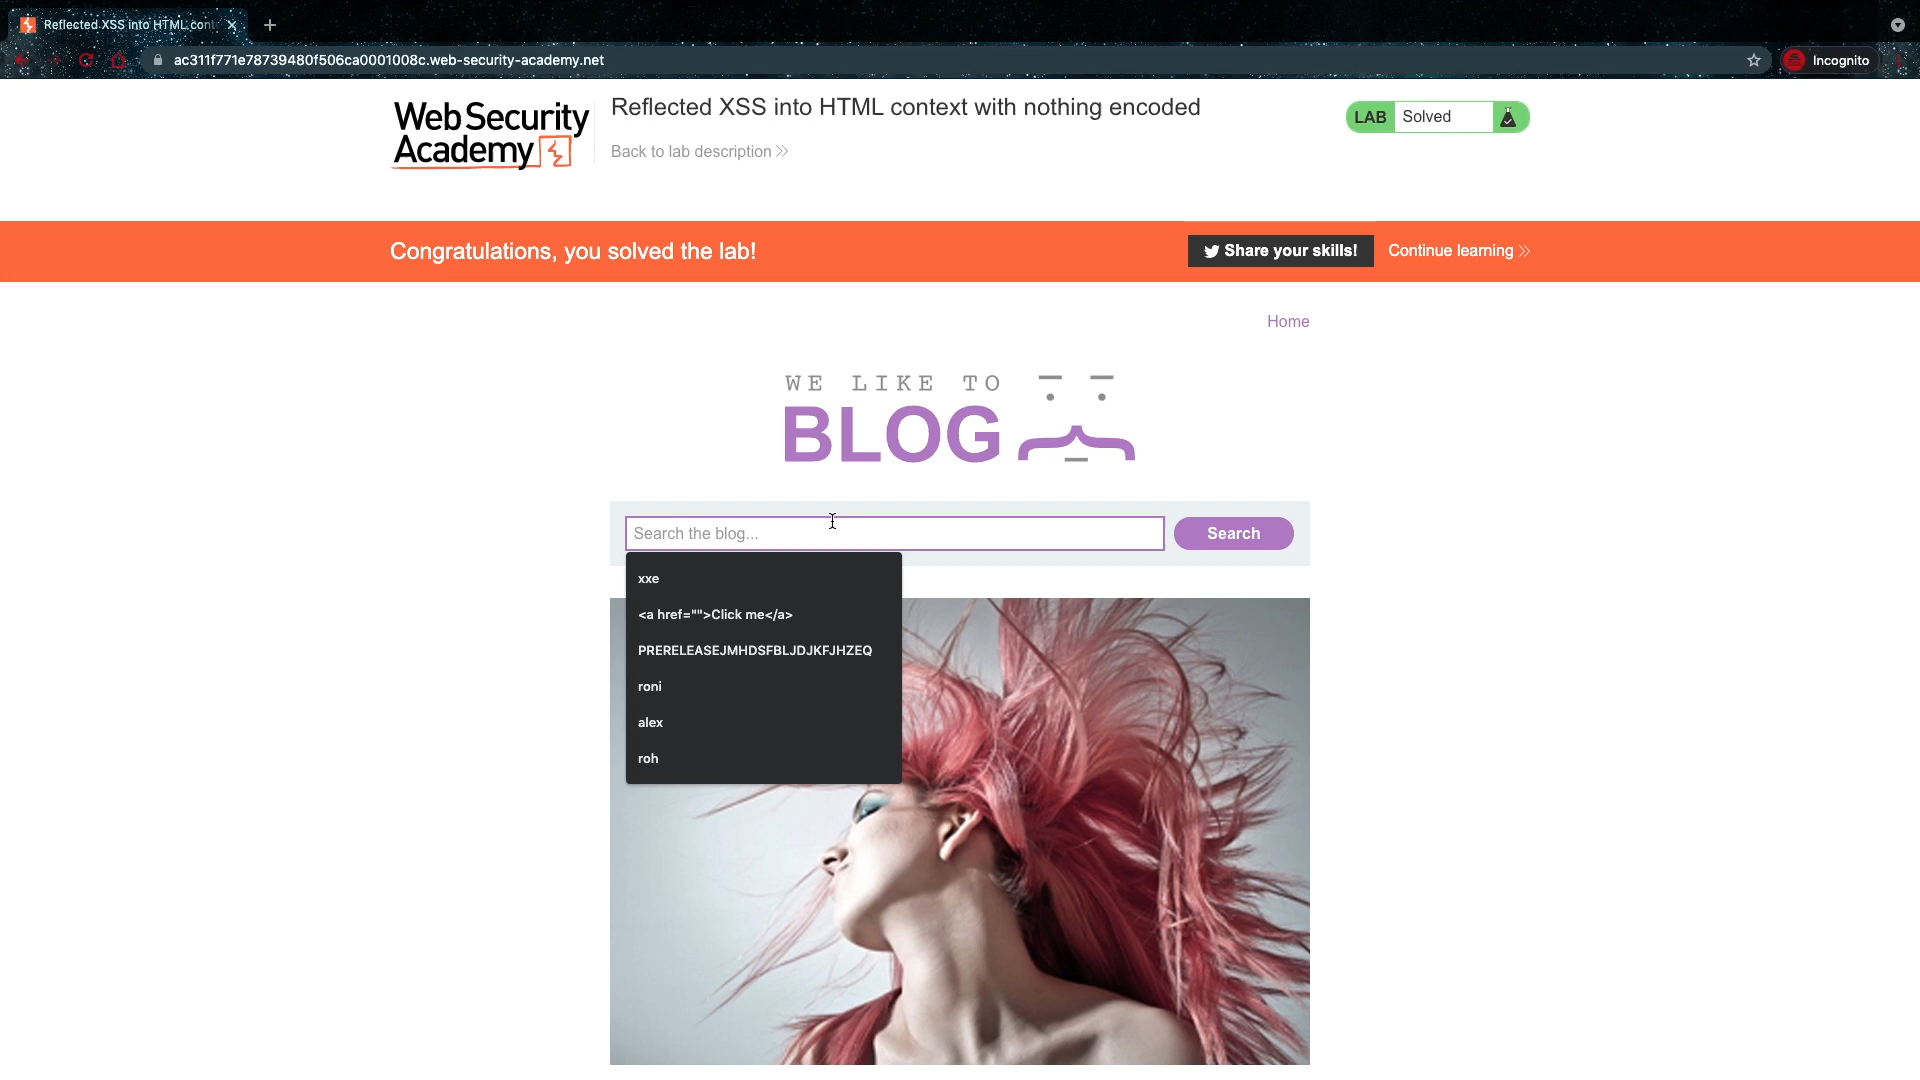 Reflected XSS into HTML cont
ac311f771e78739480f506ca0001008c.web-security-academy.net
Incognito
Web Security
Academy
Reflected XSS into HTML context with nothing encoded
Back to lab description
LAB Solved
Congratulations, you solved the lab!
Share your skills!
Continue learning
Home
WE LIKE TO
BLOG
Search the blog...
Search
xxe
<a href="">Click me</a>
PRERELEASEJMHDSFBLJDJKFJHZEQ
roni
alex
roh